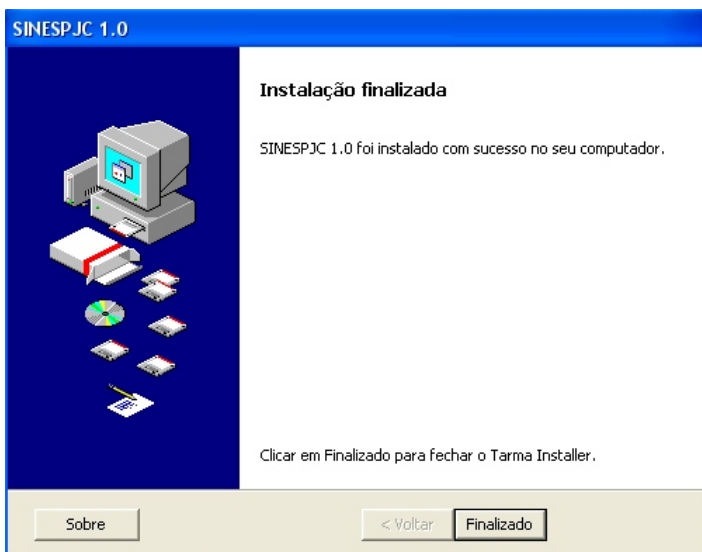 SINESPJC 1.0
Instalação finalizada
SINESPJC 1.0 foi instalado com sucesso no seu computador.
Clicar em Finalizado para fechar o Tarma Installer.
Sobre
< Voltar
Finalizado